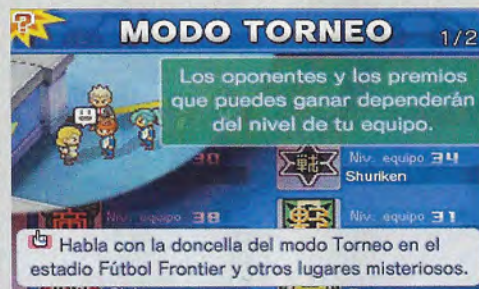 MODO TORNEO 1/2
Los oponentes y los premios
que puedes ganar dependerán
del nivel de tu equipo.
30
Niv. equipo 34
Shuriken
Niv. equipo 38
Niv. equipo 31
Habla con la doncella del modo Torneo en el
estadio Fútbol Frontier y otros lugares misteriosos.